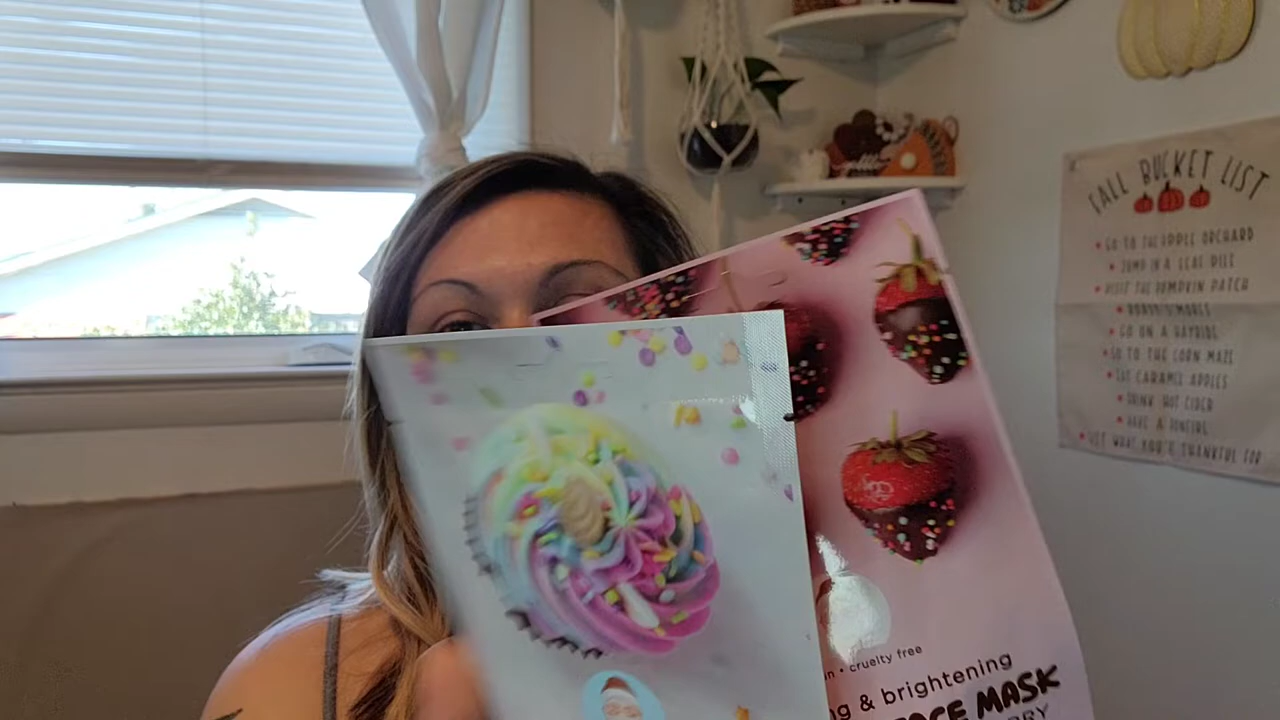 FALL BUCKET LIST
• GO TO THE APPLE ORCHARD
• JUMP IN A LEAF PILE
• VISIT THE PUMPKIN PATCH
• GO ON A HAYRIDE
• GO TO THE CORN MAZE
• EAT CARAMEL APPLES
• DRINK HOT CIDER
• HAVE A BONFIRE
• LIST WHAT YOU'RE THANKFUL FOR
• cruelty free
& brightening
FACE MASK